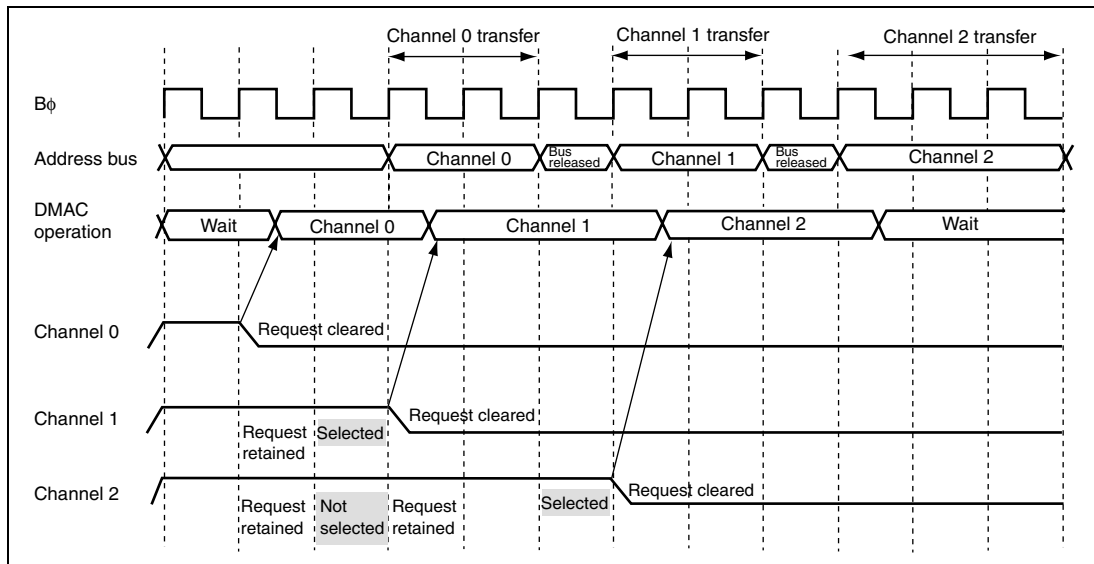 Channel 0 transfer
Channel 1 transfer
Channel 2 transfer
Bϕ
Address bus
Channel 0
Bus
released
Channel 1
Bus
released
Channel 2
DMAC
operation
Wait
Channel 0
Channel 1
Channel 2
Wait
Channel 0
Request cleared
Channel 1
Request cleared
Request
retained
Selected
Channel 2
Request cleared
Request
retained
Not
selected
Request
retained
Selected